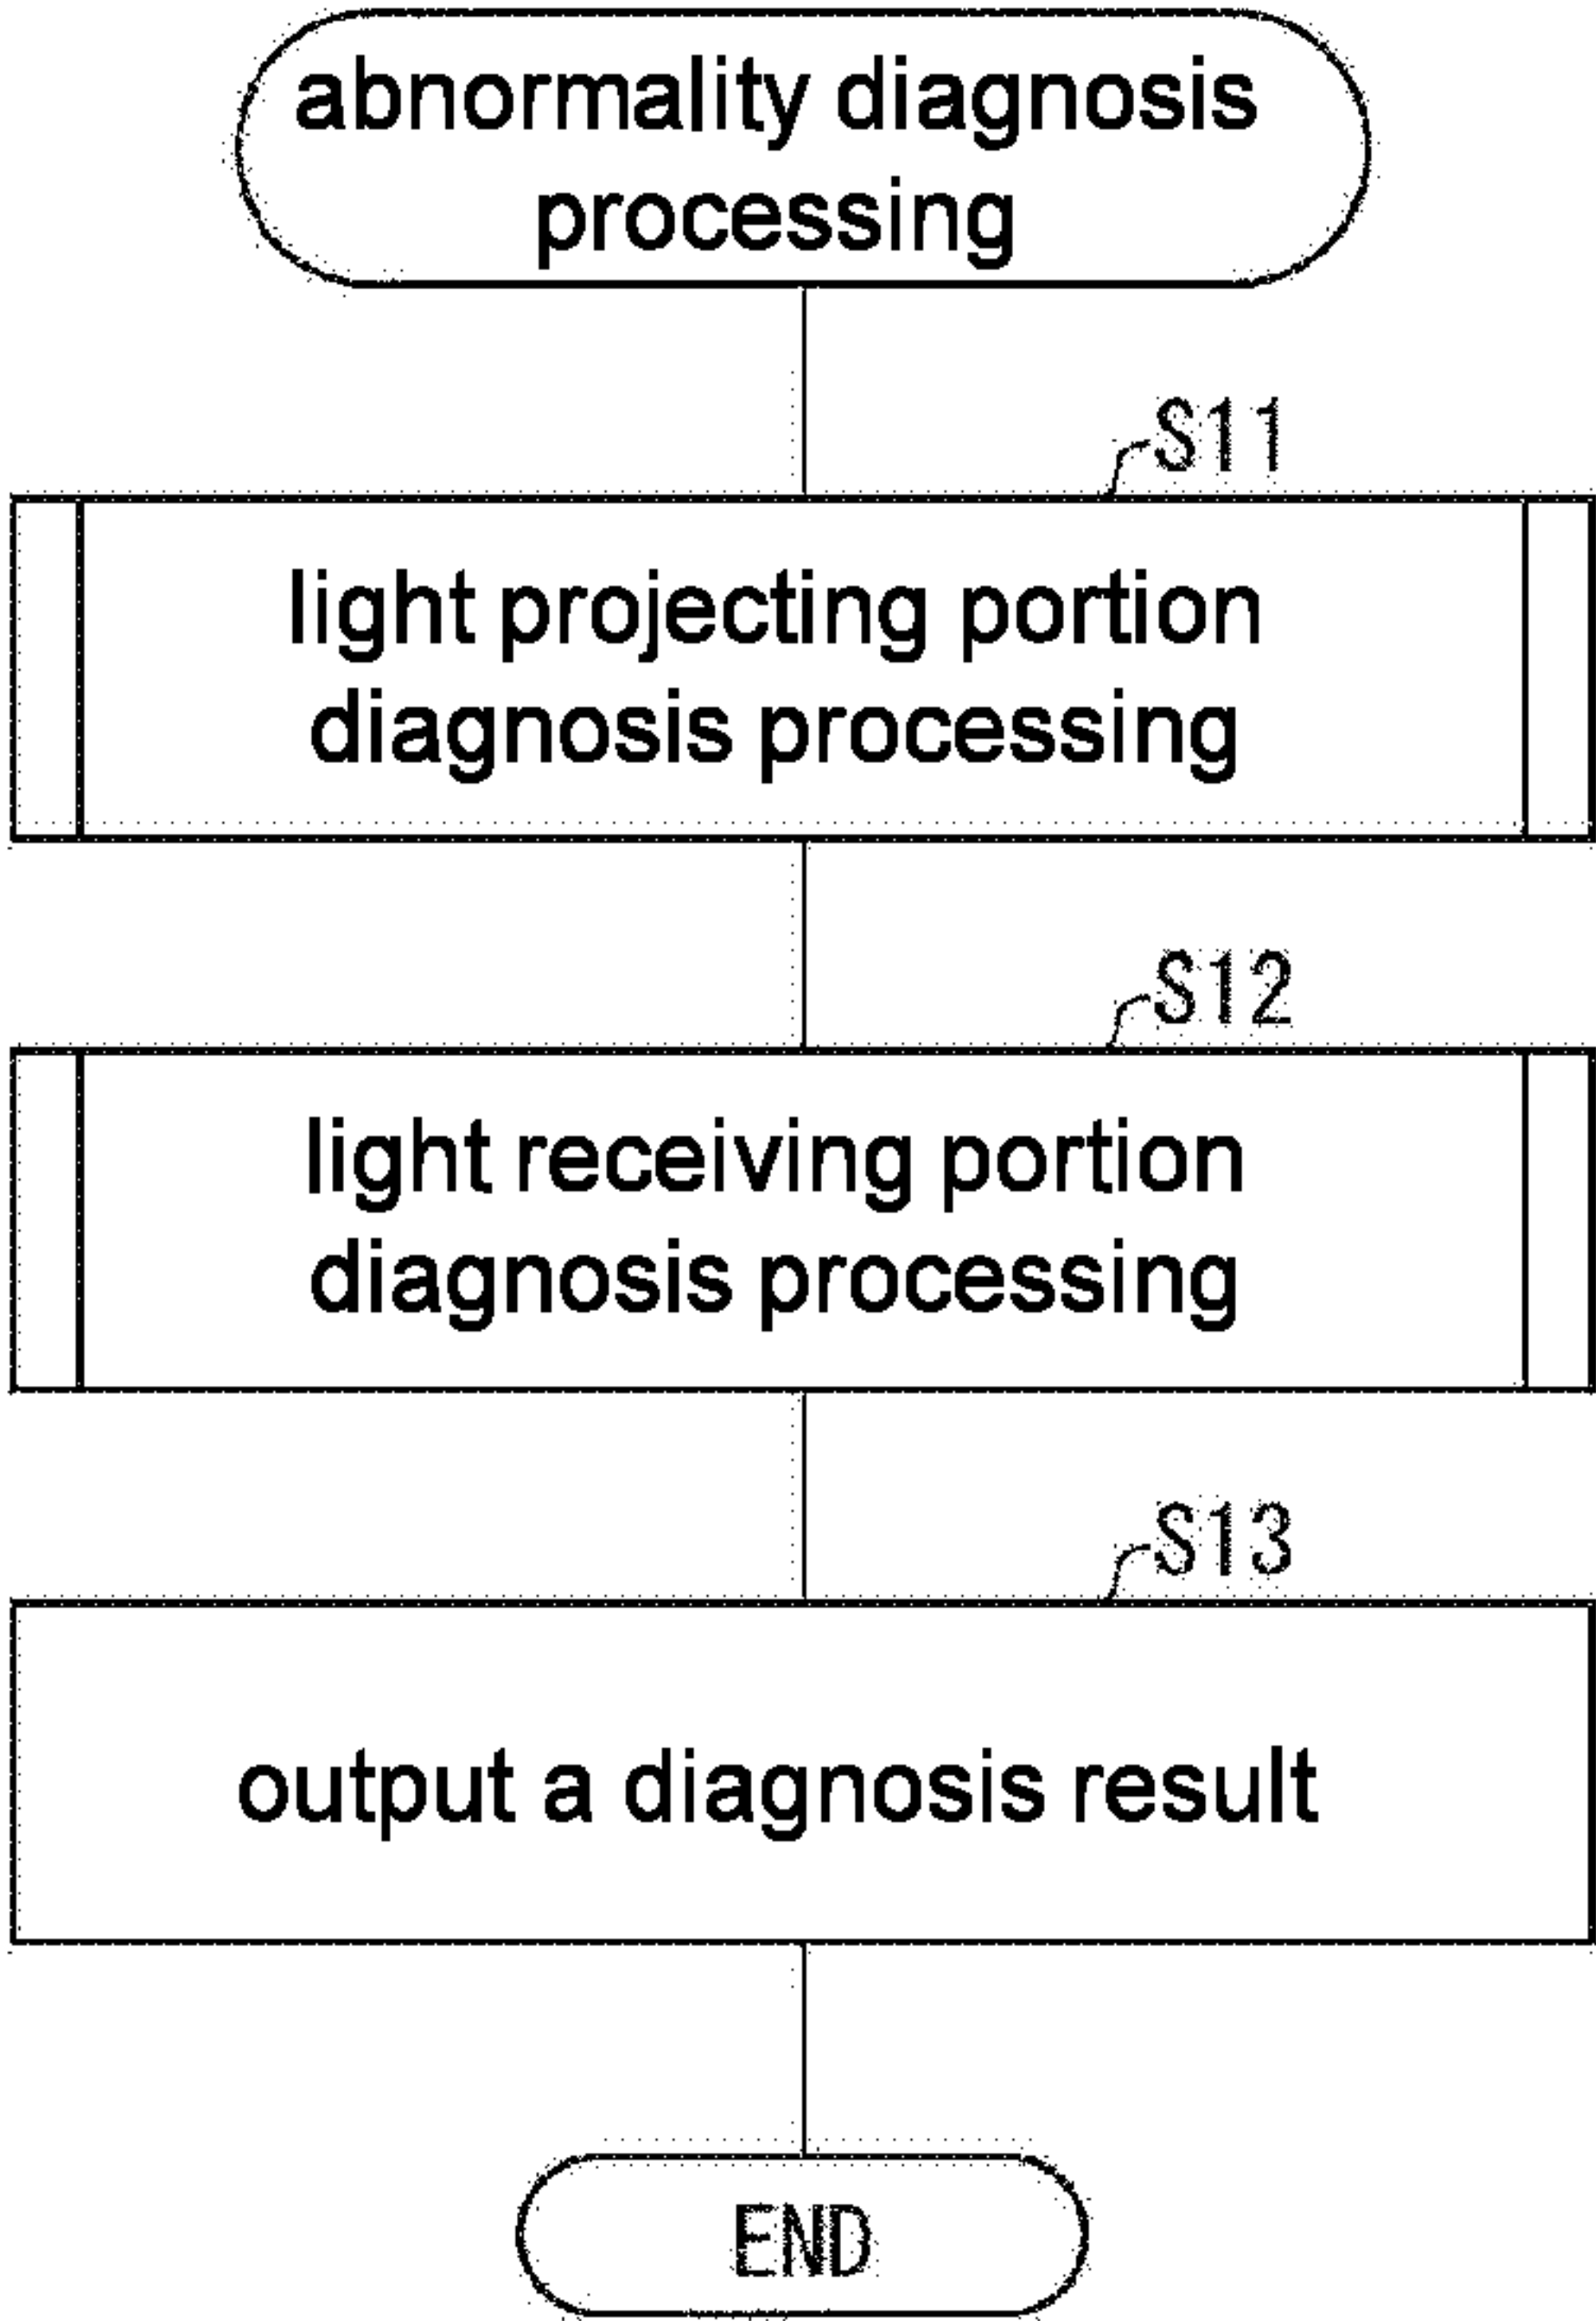 abnormality diagnosis
processing
S11
light projecting portion
diagnosis processing
S12
light receiving portion
diagnosis processing
S13
output a diagnosis result
END